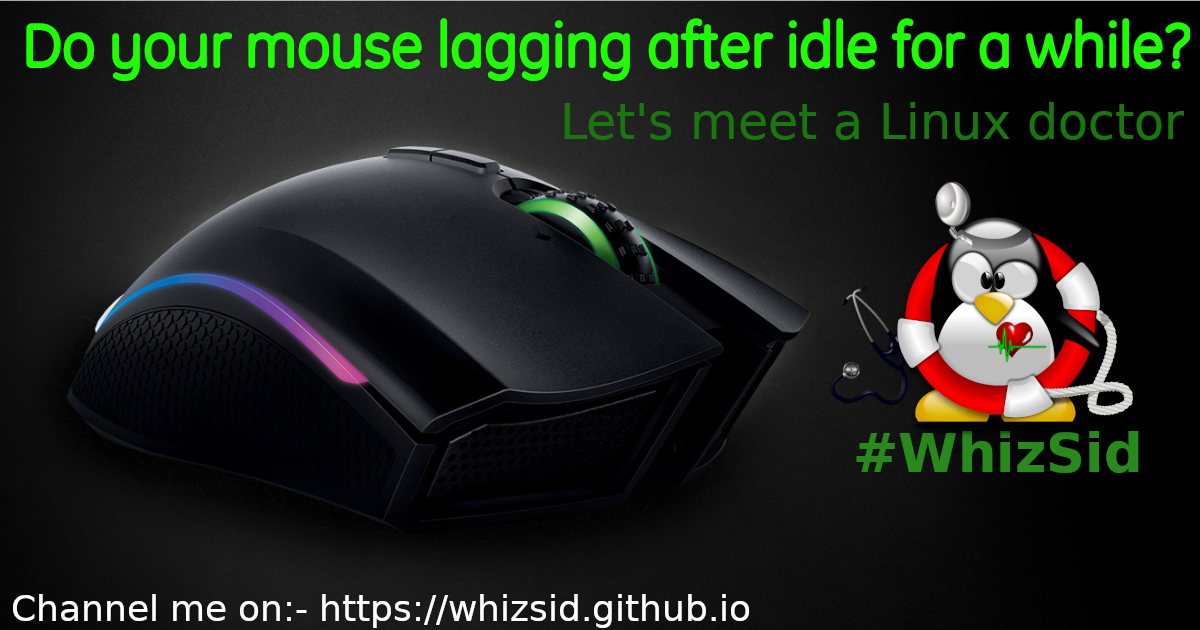 Do your mouse lagging after idle for a while?
Let's meet a Linux doctor
#WhizSid
Channel me on:- https://whizsid.github.io